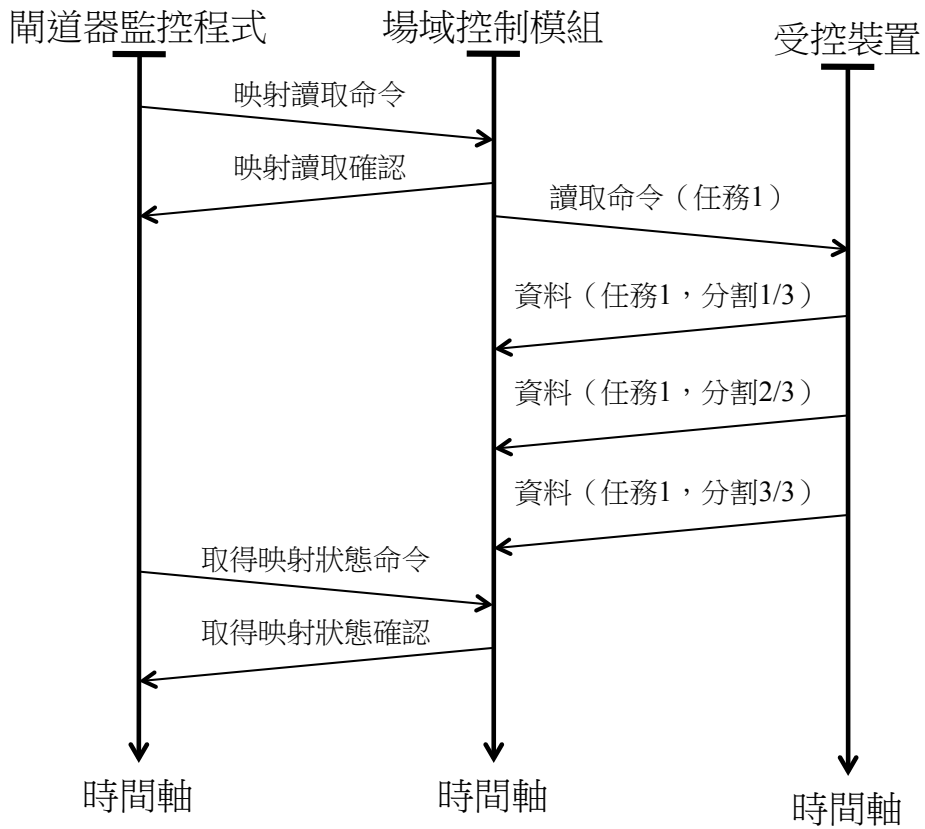 閘道器監控程式
場域控制模組
受控裝置
映射讀取命令
映射讀取確認
讀取命令（任務1）
資料（任務1，分割1/3）
資料（任務1，分割2/3）
資料（任務1，分割3/3）
取得映射狀態命令
取得映射狀態確認
時間軸
時間軸
時間軸